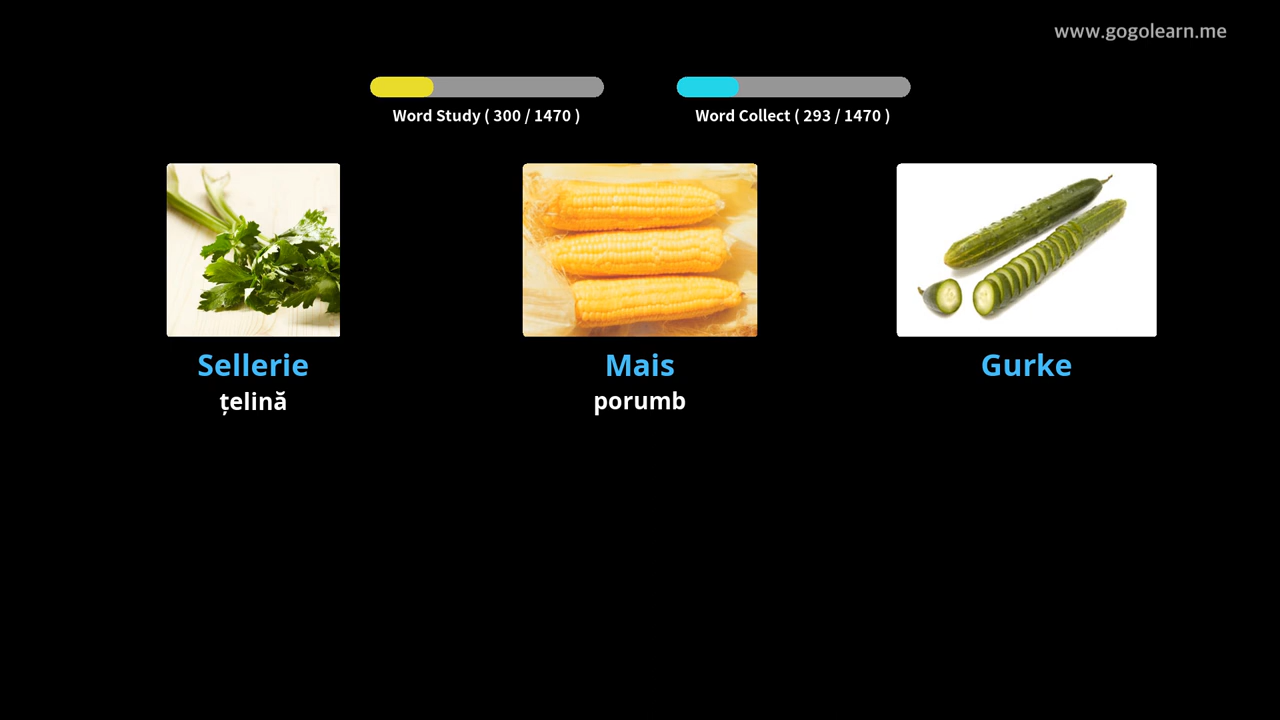 www.gogolearn.me
Word Study ( 300 / 1470 )
Word Collect ( 293 / 1470 )
Sellerie
țelină
Mais
porumb
Gurke